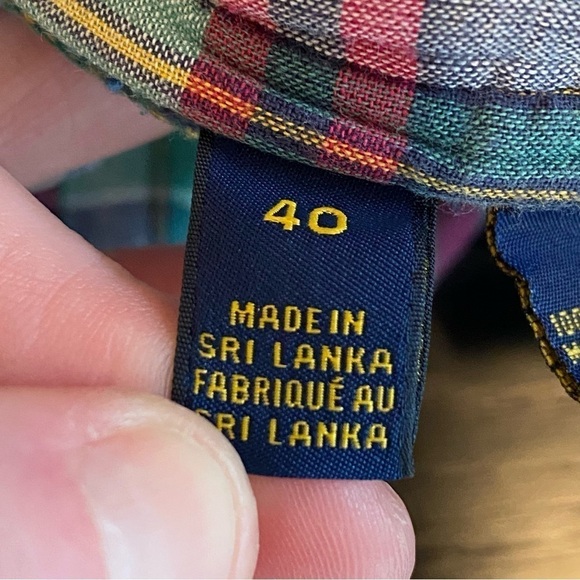 40
MADE IN
SRI LANKA
FABRIQUÉ AU
SRI LANKA